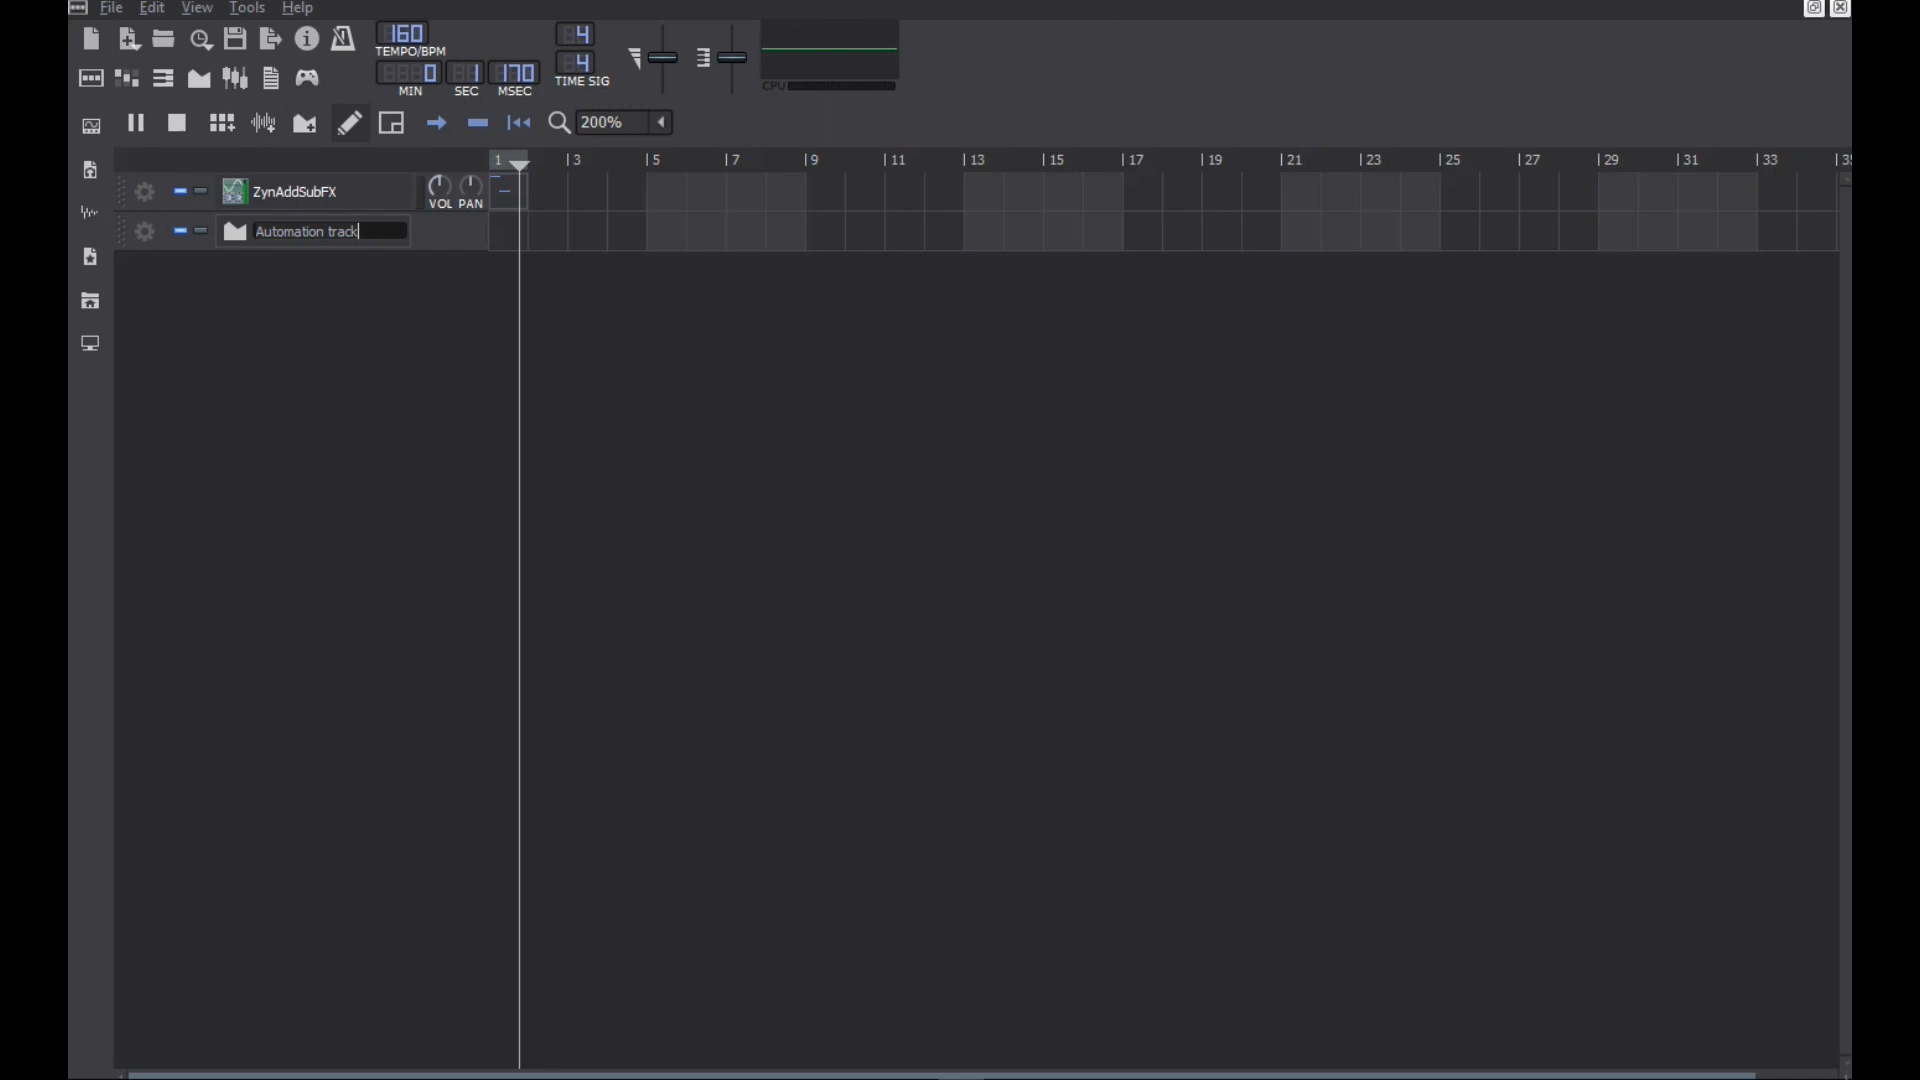 File Edit View Tools Help
160
TEMPO/BPM
0 1 170
MIN SEC MSEC
4
4
TIME SIG
CPU
200%
1 3 5 7 9 11 13 15 17 19 21 23 25 27 29 31 33
ZynAddSubFX
VOL PAN
Automation track